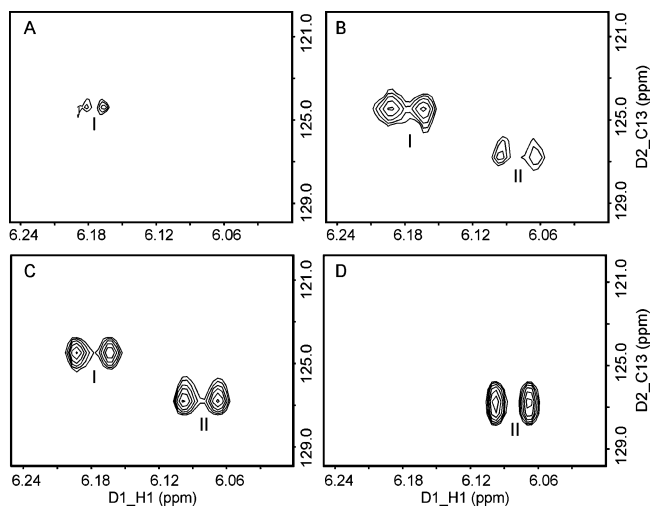 A
I
121.0
125.0
129.0
6.24 6.18 6.12 6.06
B
I
II
D2_C13 (ppm)
121.0
125.0
129.0
6.24 6.18 6.12 6.06
C
I
II
121.0
125.0
129.0
6.24 6.18 6.12 6.06
D1_H1 (ppm)
D
II
D2_C13 (ppm)
121.0
125.0
129.0
6.24 6.18 6.12 6.06
D1_H1 (ppm)